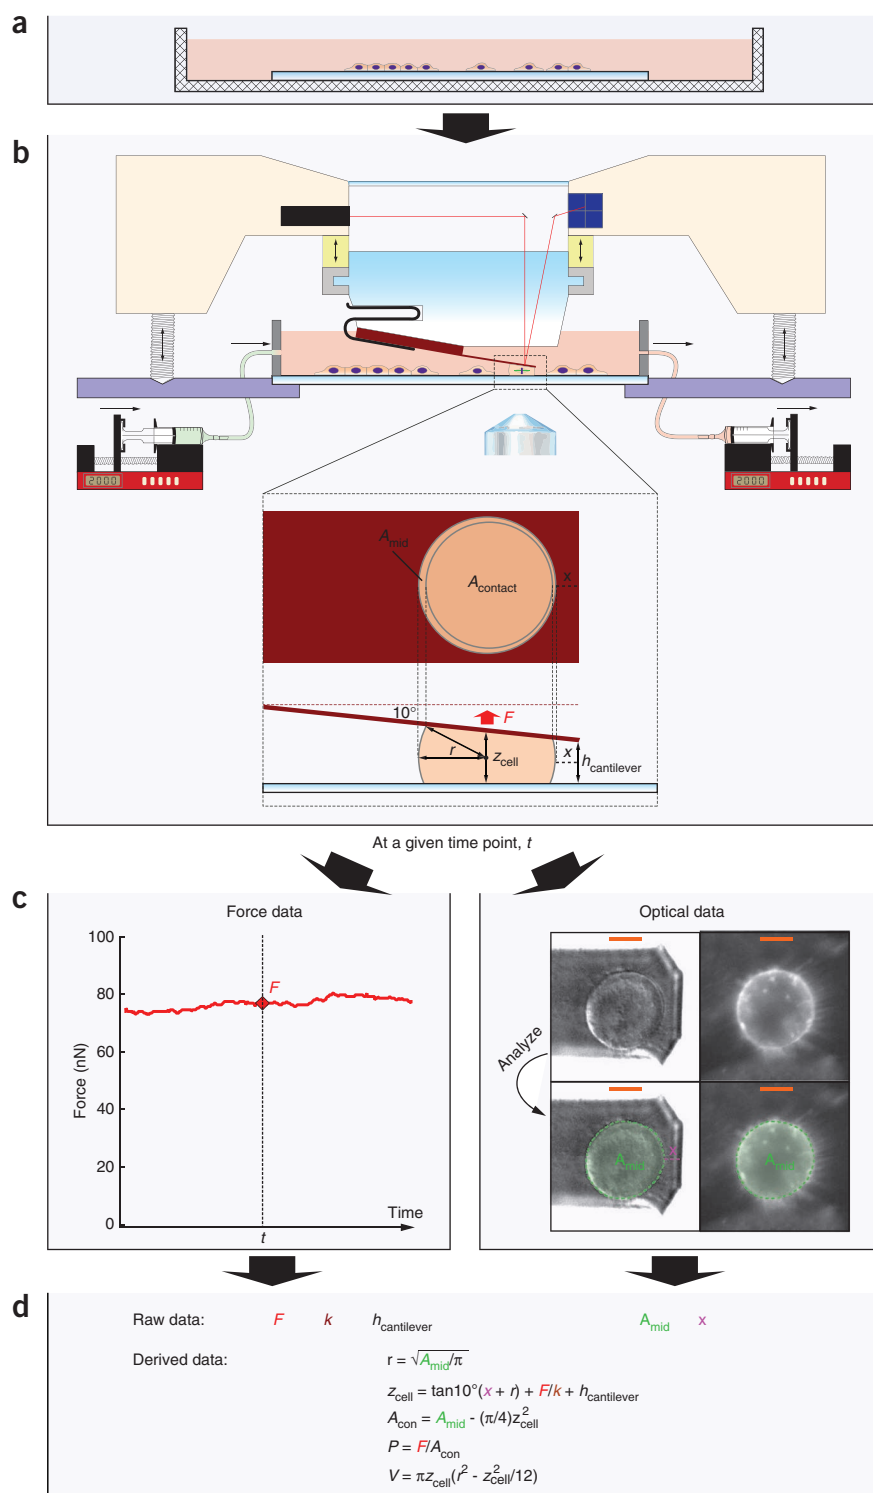 a
b
2000
2000
A_mid
A_contact
x
10°
F
r
z_cell
x
h_cantilever
At a given time point, t
c
Force data
Optical data
100
80
60
40
20
0
Force (nN)
F
Time
t
Analyze
A_mid
x
A_mid
d
Raw data: F k h_cantilever A_mid x
Derived data: r = √A_mid/π
z_cell = tan10°(x + r) + F/k + h_cantilever
A_con = A_mid - (π/4)z²_cell
P = F/A_con
V = πz_cell(r² - z²_cell/12)